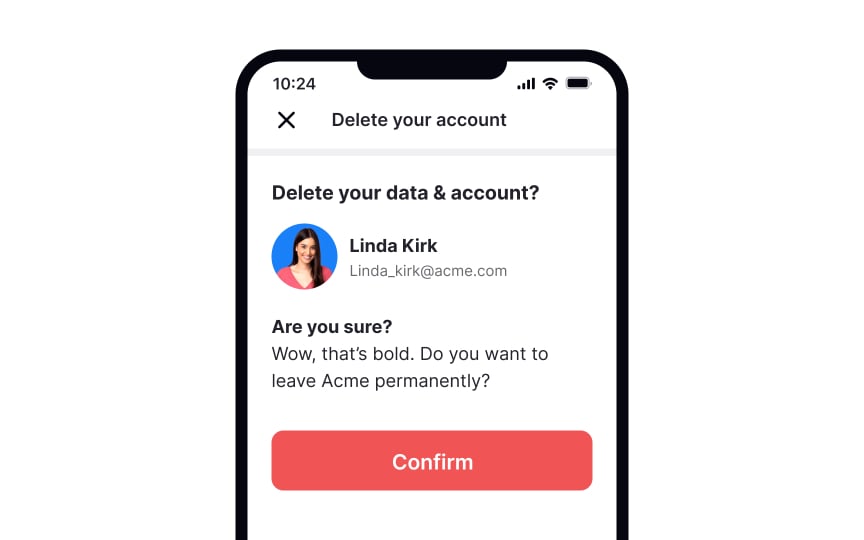 10:24
Delete your account
Delete your data & account?
Linda Kirk
Linda_kirk@acme.com
Are you sure?
Wow, that’s bold. Do you want to
leave Acme permanently?
Confirm